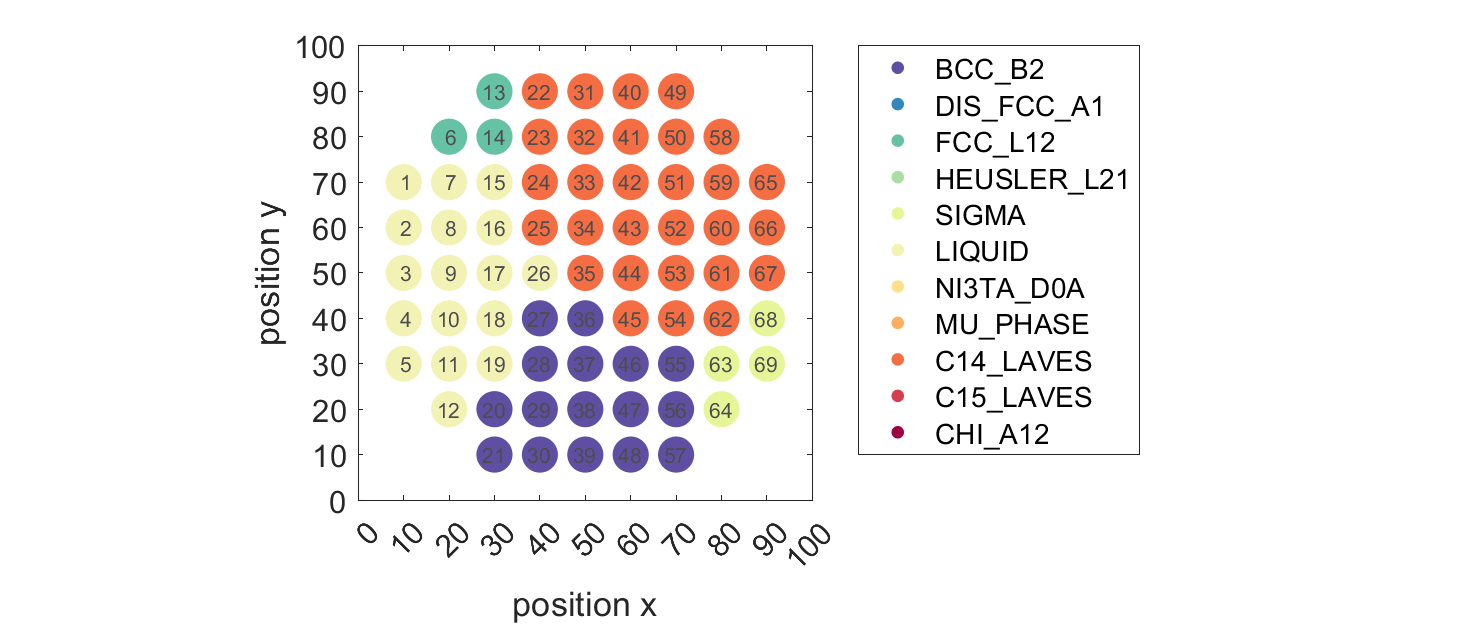 100
90
13 22 31 40 49
80
6 14 23 32 41 50 58
70
1 7 15 24 33 42 51 59 65
60
2 8 16 25 34 43 52 60 66
50
3 9 17 26 35 44 53 61 67
40
4 10 18 27 36 45 54 62 68
30
5 11 19 28 37 46 55 63 69
20
12 20 29 38 47 56 64
10
21 30 39 48 57
0
position y
0 10 20 30 40 50 60 70 80 90 100
position x
BCC_B2
DIS_FCC_A1
FCC_L12
HEUSLER_L21
SIGMA
LIQUID
NI3TA_D0A
MU_PHASE
C14_LAVES
C15_LAVES
CHI_A12